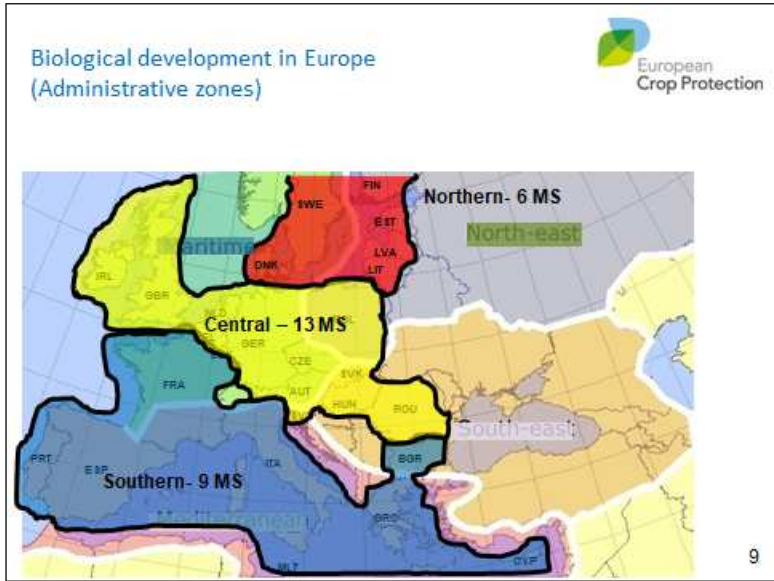 Biological development in Europe
(Administrative zones)
European
Crop Protection
FIN
Northern- 6 MS
SWE
EST
North-east
Maritime
LVA
DNK
LIT
IRL
GBR
Central – 13 MS
GER
CZE
SVK
FRA
AUT
HUN
ROU
South-east
PRT
ESP
ITA
BGR
Southern- 9 MS
GRC
Mediterranean
MLT
CYP
9